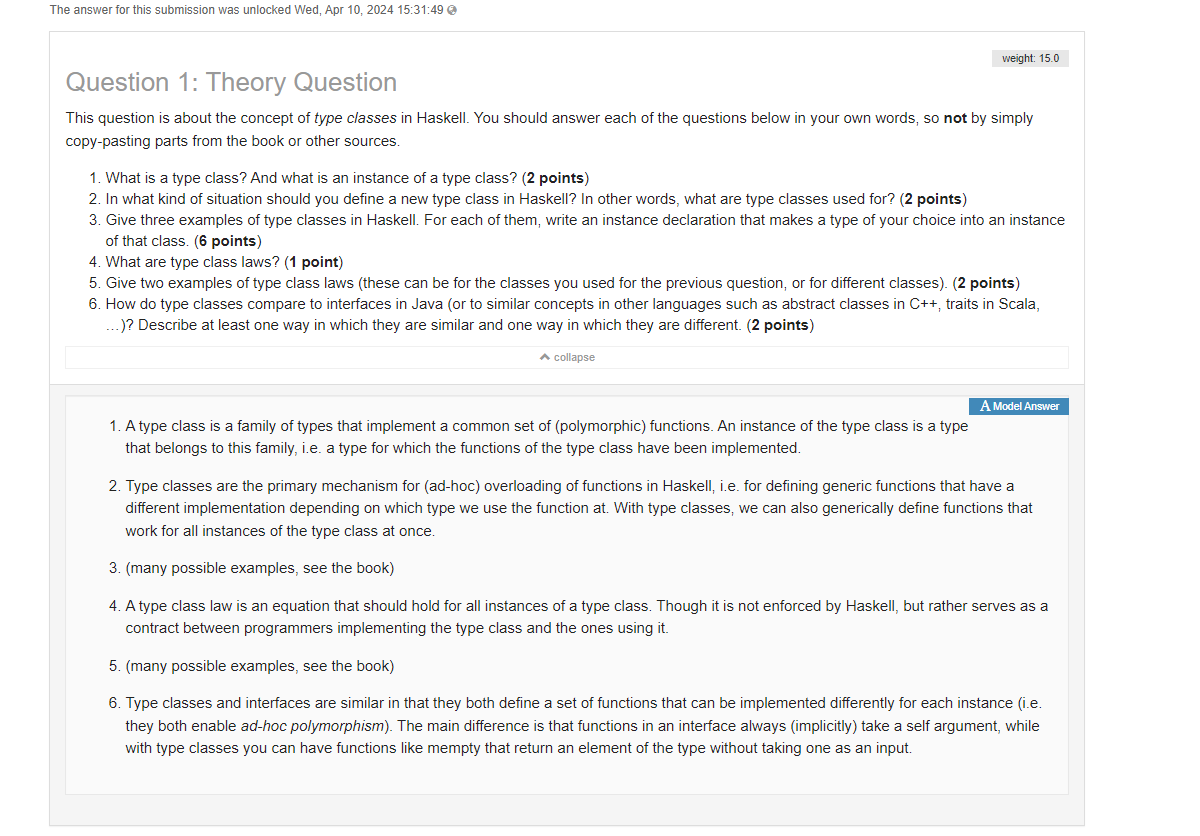 The answer for this submission was unlocked Wed, Apr 10, 2024 15:31:49
weight: 15.0
Question 1: Theory Question
This question is about the concept of type classes in Haskell. You should answer each of the questions below in your own words, so not by simply
copy-pasting parts from the book or other sources.
1. What is a type class? And what is an instance of a type class? (2 points)
2. In what kind of situation should you define a new type class in Haskell? In other words, what are type classes used for? (2 points)
3. Give three examples of type classes in Haskell. For each of them, write an instance declaration that makes a type of your choice into an instance
of that class. (6 points)
4. What are type class laws? (1 point)
5. Give two examples of type class laws (these can be for the classes you used for the previous question, or for different classes). (2 points)
6. How do type classes compare to interfaces in Java (or to similar concepts in other languages such as abstract classes in C++, traits in Scala,
…)? Describe at least one way in which they are similar and one way in which they are different. (2 points)
collapse
A Model Answer
1. A type class is a family of types that implement a common set of (polymorphic) functions. An instance of the type class is a type
that belongs to this family, i.e. a type for which the functions of the type class have been implemented.
2. Type classes are the primary mechanism for (ad-hoc) overloading of functions in Haskell, i.e. for defining generic functions that have a
different implementation depending on which type we use the function at. With type classes, we can also generically define functions that
work for all instances of the type class at once.
3. (many possible examples, see the book)
4. A type class law is an equation that should hold for all instances of a type class. Though it is not enforced by Haskell, but rather serves as a
contract between programmers implementing the type class and the ones using it.
5. (many possible examples, see the book)
6. Type classes and interfaces are similar in that they both define a set of functions that can be implemented differently for each instance (i.e.
they both enable ad-hoc polymorphism). The main difference is that functions in an interface always (implicitly) take a self argument, while
with type classes you can have functions like mempty that return an element of the type without taking one as an input.